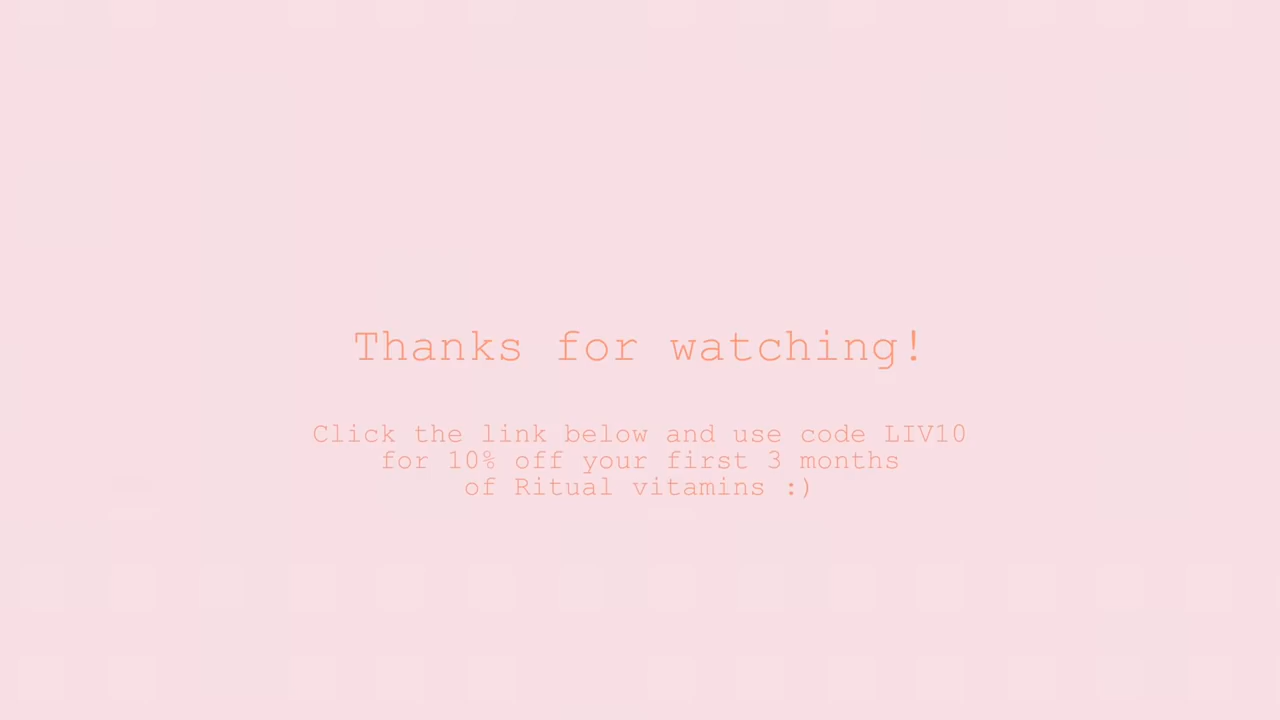 Thanks for watching!
Click the link below and use code LIV10
for 10% off your first 3 months
of Ritual vitamins :)